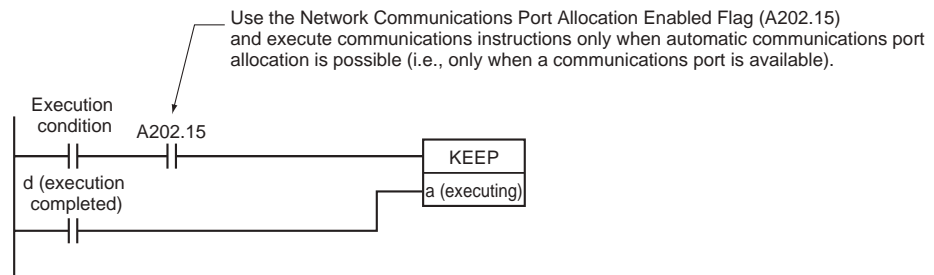 Use the Network Communications Port Allocation Enabled Flag (A202.15)
and execute communications instructions only when automatic communications port
allocation is possible (i.e., only when a communications port is available).
Execution
condition
A202.15
KEEP
a (executing)
d (execution
completed)